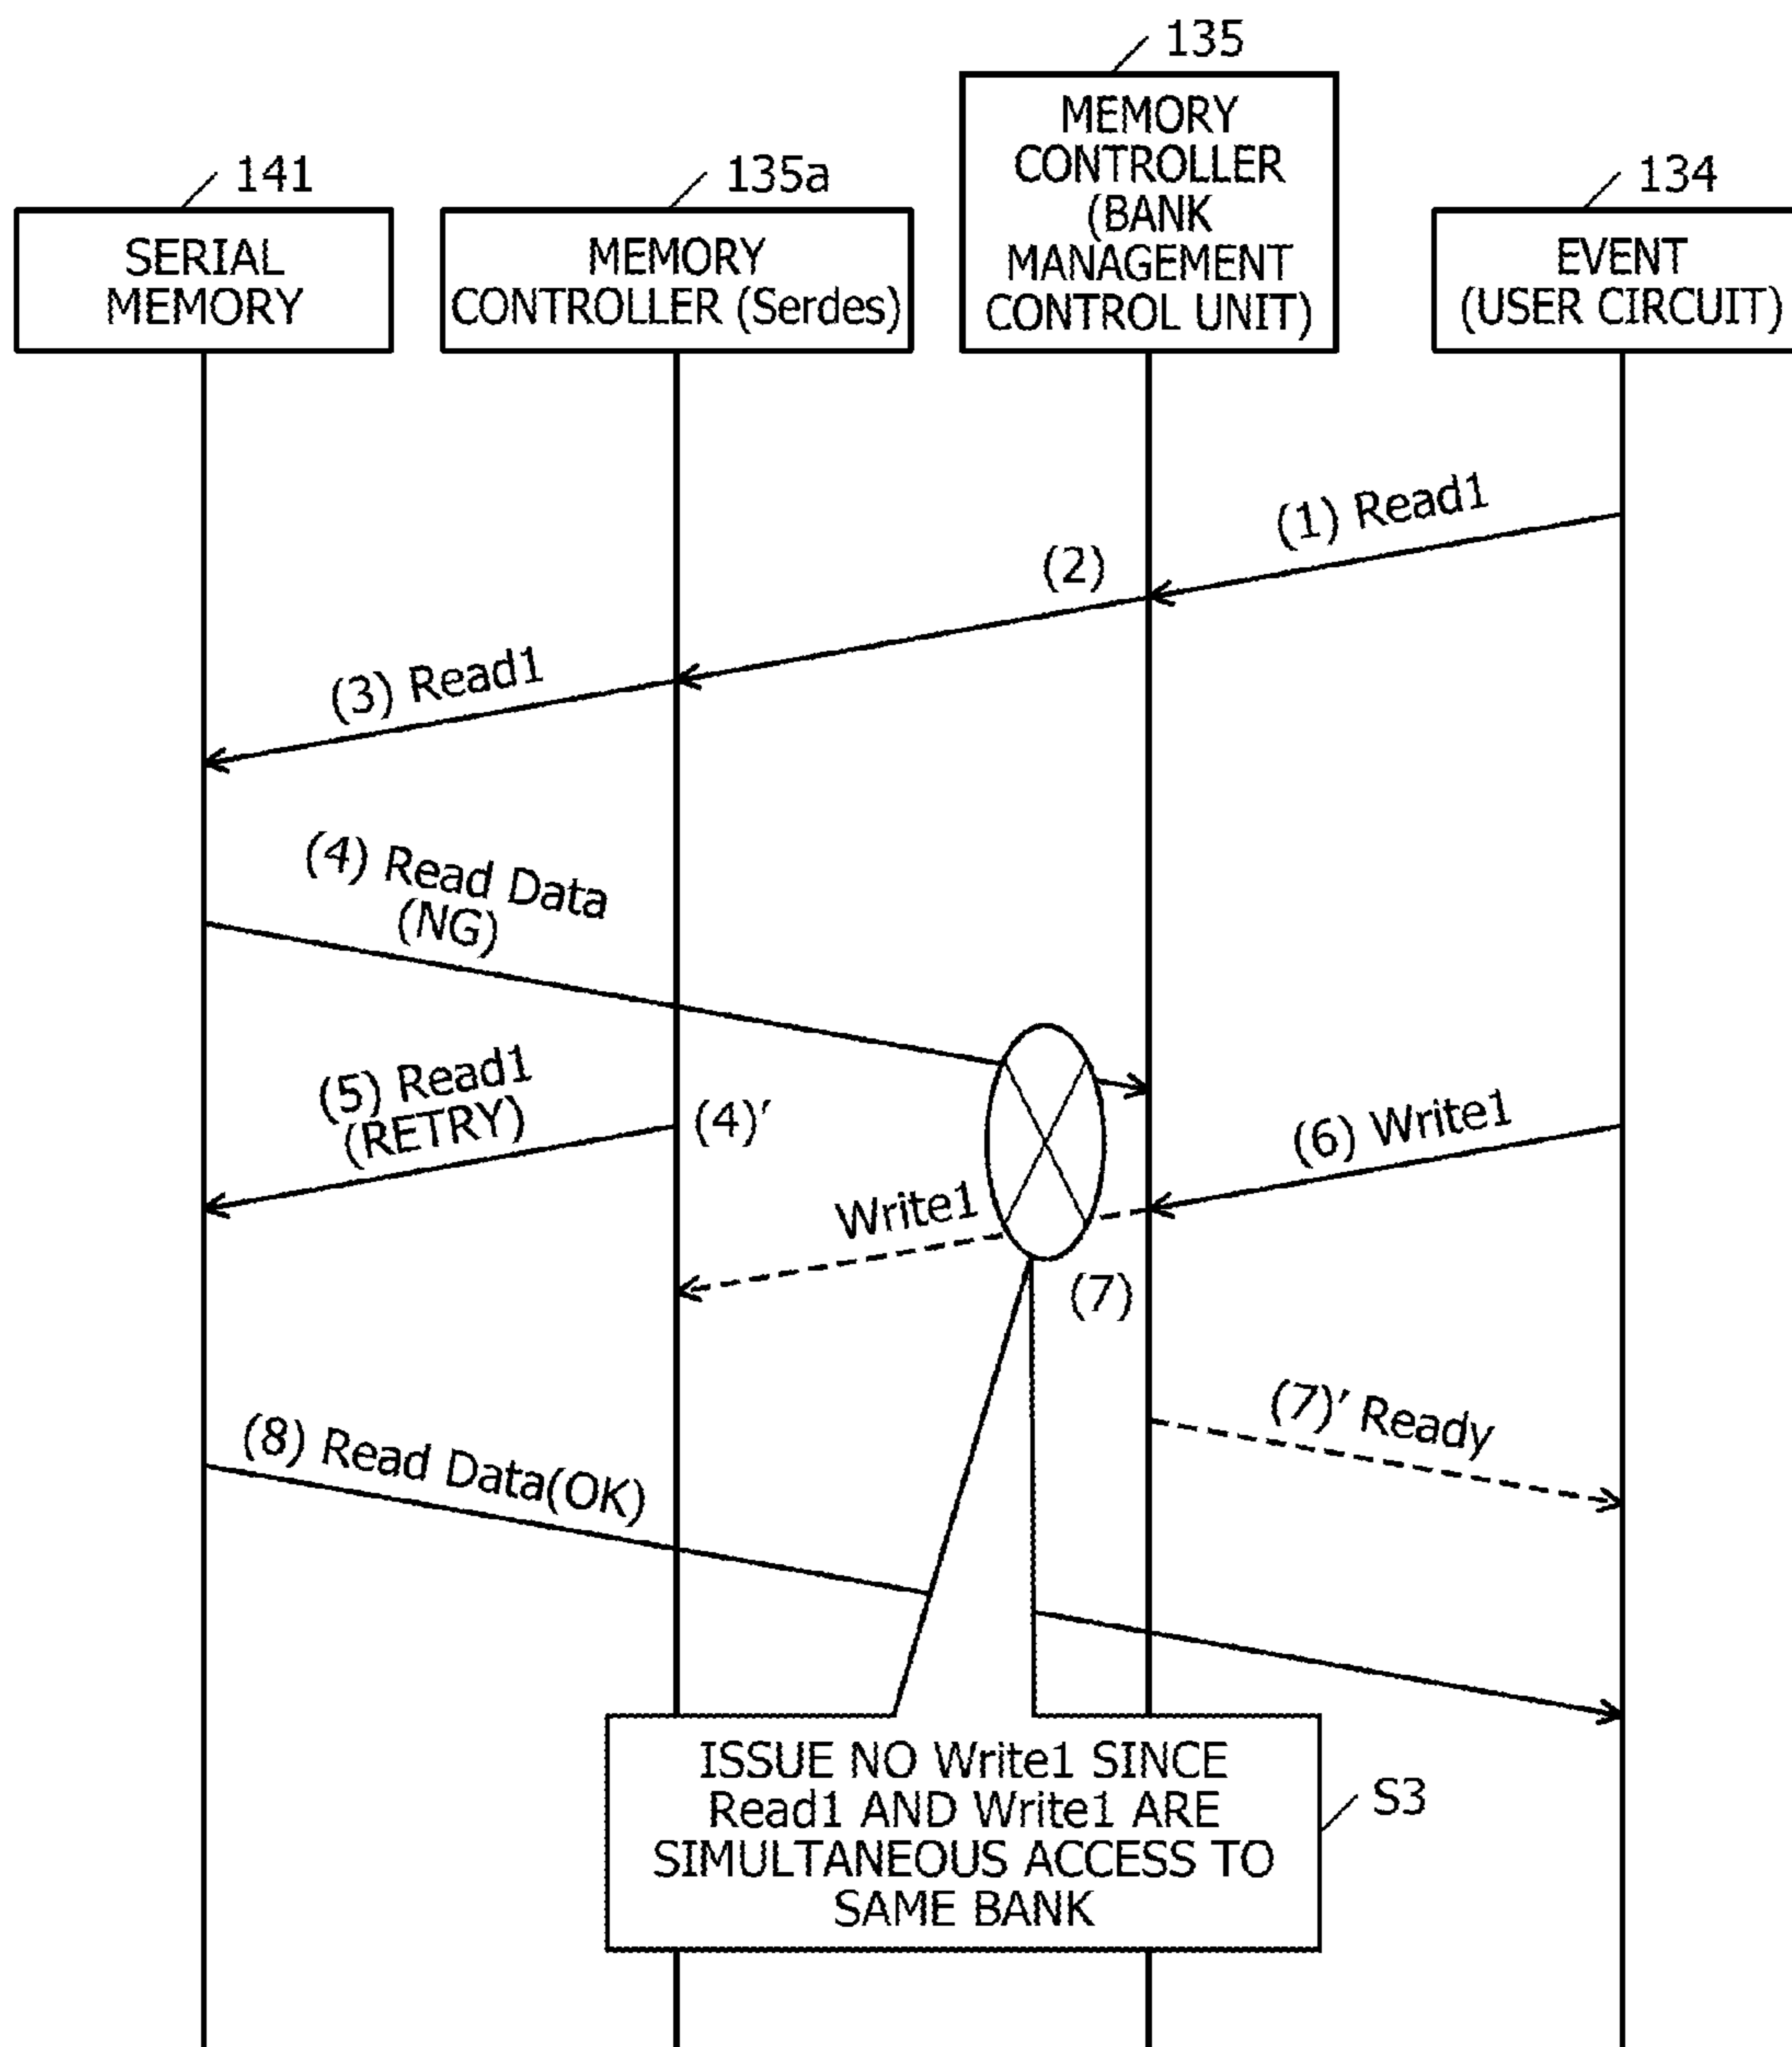 135
MEMORY
CONTROLLER
(BANK
MANAGEMENT
CONTROL UNIT)
141
SERIAL
MEMORY
135a
MEMORY
CONTROLLER (Serdes)
134
EVENT
(USER CIRCUIT)
(1) Read1
(2)
(3) Read1
(4) Read Data
(NG)
(5) Read1
(RETRY)
(4)'
(6) Write1
Write1
(7)
(7)' Ready
(8) Read Data(OK)
ISSUE NO Write1 SINCE
Read1 AND Write1 ARE
SIMULTANEOUS ACCESS TO
SAME BANK
S3